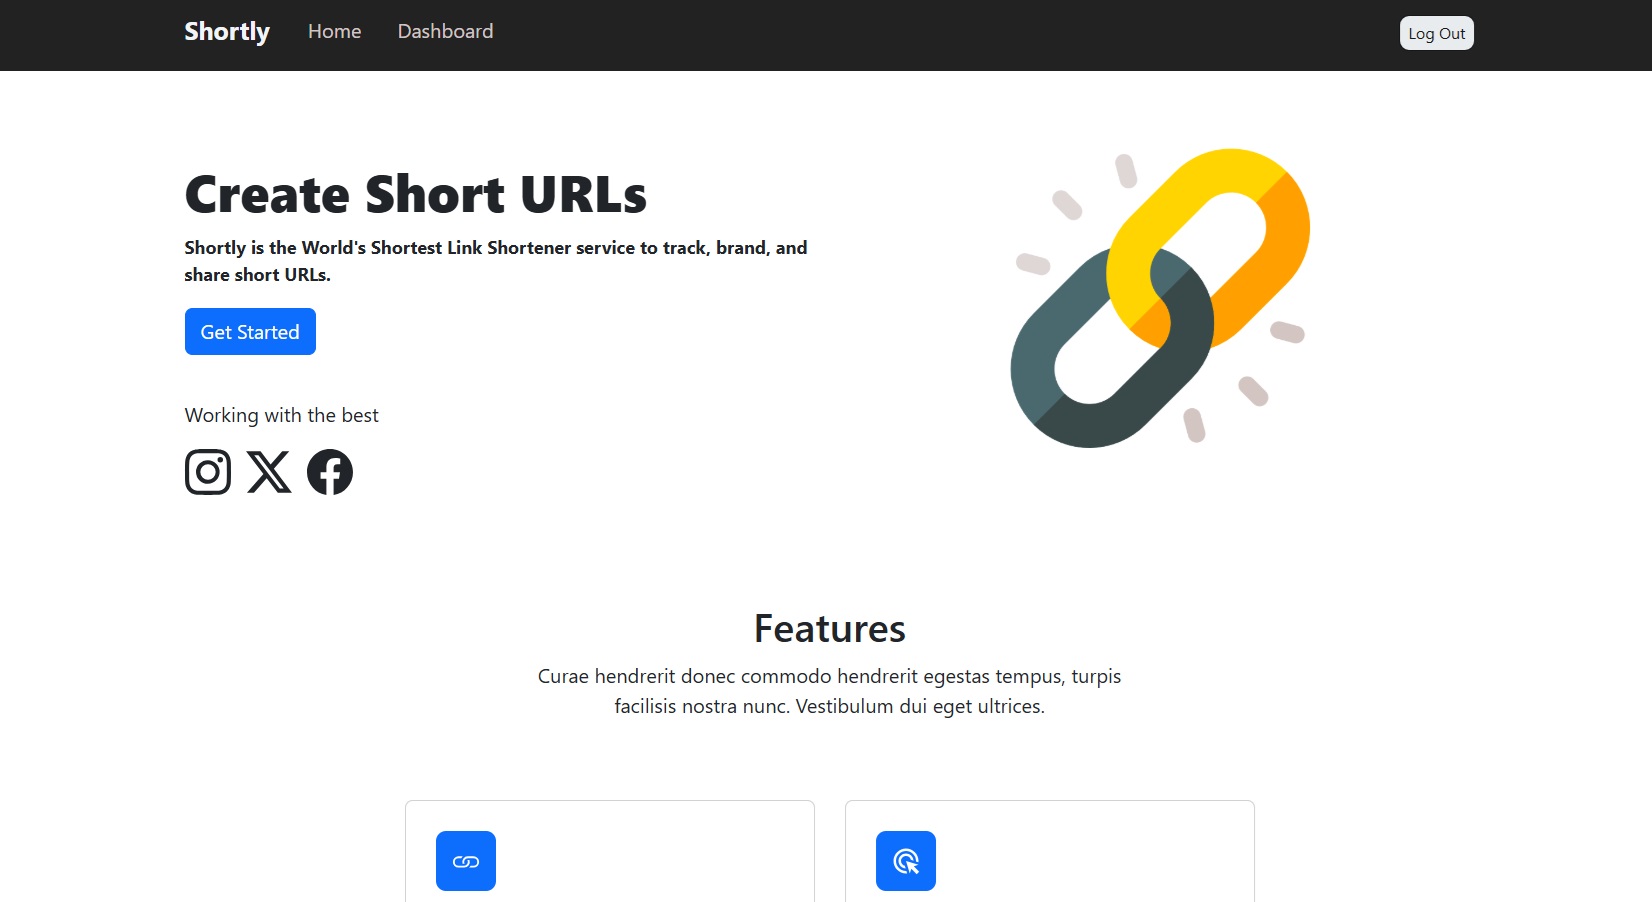 Shortly Home Dashboard Log Out
Create Short URLs
Shortly is the World's Shortest Link Shortener service to track, brand, and
share short URLs.
Get Started
Working with the best
Features
Curae hendrerit donec commodo hendrerit egestas tempus, turpis
facilisis nostra nunc. Vestibulum dui eget ultrices.